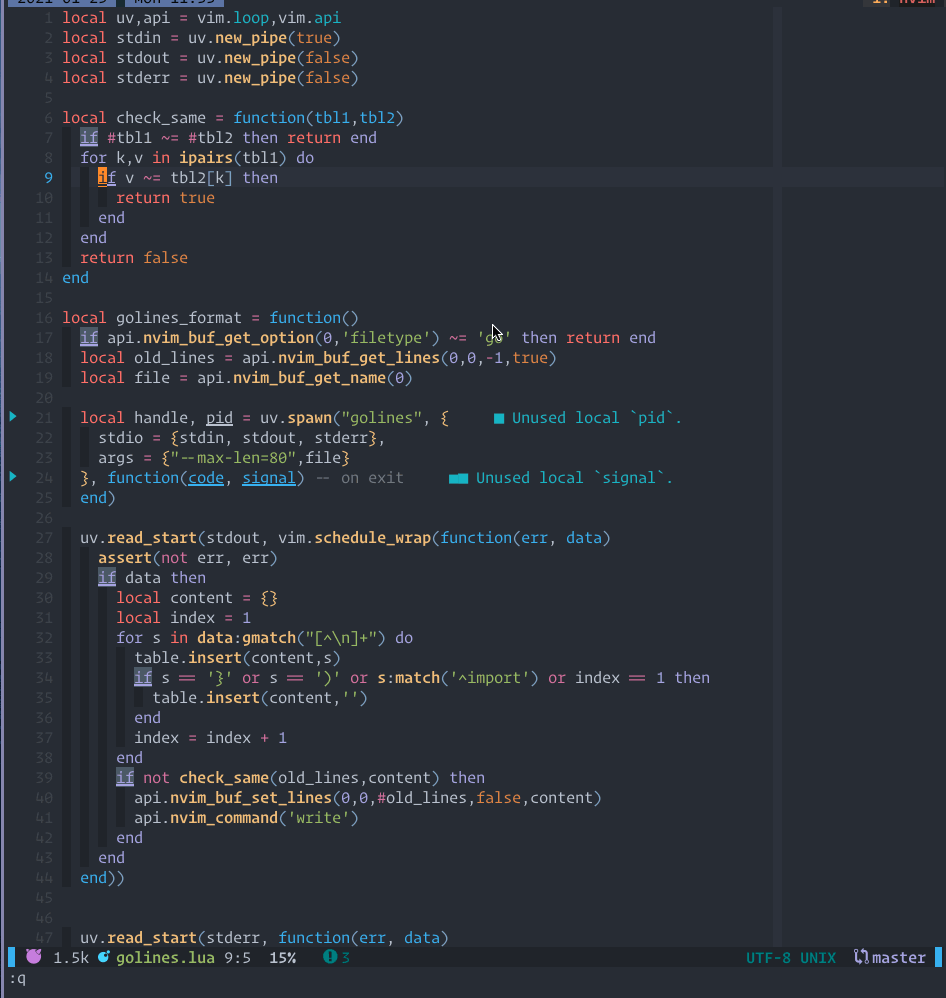 2021-01-25 Mon 11:55 1: nvim
1 local uv,api = vim.loop,vim.api
2 local stdin = uv.new_pipe(true)
3 local stdout = uv.new_pipe(false)
4 local stderr = uv.new_pipe(false)
5
6 local check_same = function(tbl1,tbl2)
7   if #tbl1 ~= #tbl2 then return end
8   for k,v in ipairs(tbl1) do
9     if v ~= tbl2[k] then
10       return true
11     end
12   end
13   return false
14 end
15
16 local golines_format = function()
17   if api.nvim_buf_get_option(0,'filetype') ~= 'go' then return end
18   local old_lines = api.nvim_buf_get_lines(0,0,-1,true)
19   local file = api.nvim_buf_get_name(0)
20
21   local handle, pid = uv.spawn("golines", {     ■ Unused local `pid`.
22     stdio = {stdin, stdout, stderr},
23     args = {"--max-len=80",file}
24   }, function(code, signal) -- on exit     ■■ Unused local `signal`.
25   end)
26
27   uv.read_start(stdout, vim.schedule_wrap(function(err, data)
28     assert(not err, err)
29     if data then
30       local content = {}
31       local index = 1
32       for s in data:gmatch("[^\n]+") do
33         table.insert(content,s)
34         if s == '}' or s == ')' or s:match('^import') or index == 1 then
35           table.insert(content,'')
36         end
37         index = index + 1
38       end
39       if not check_same(old_lines,content) then
40         api.nvim_buf_set_lines(0,0,#old_lines,false,content)
41         api.nvim_command('write')
42       end
43     end
44   end))
45
46
47   uv.read_start(stderr, function(err, data)
1.5k golines.lua 9:5 15% 3 UTF-8 UNIX master
:q